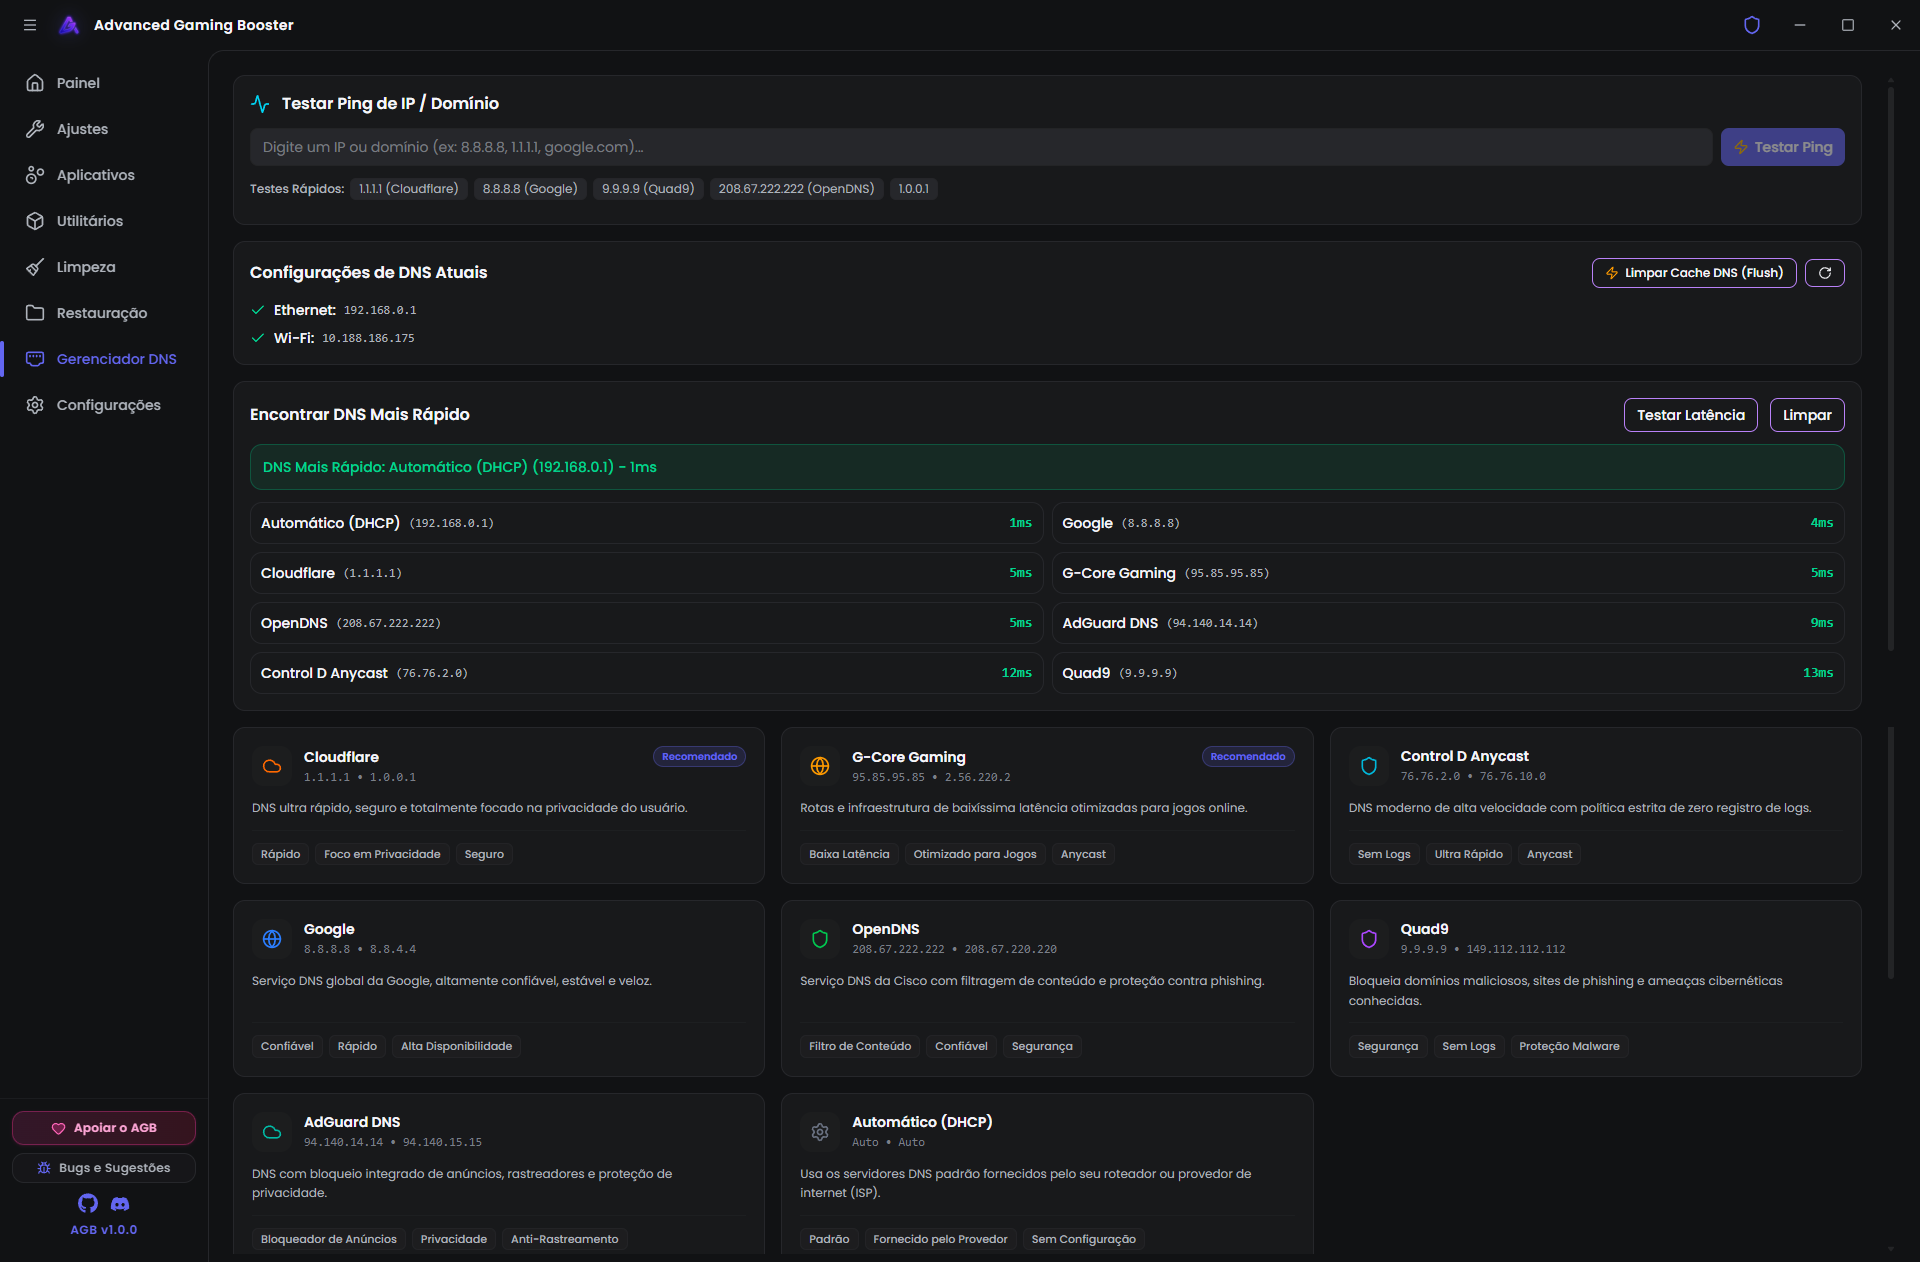 Advanced Gaming Booster
Painel
Ajustes
Aplicativos
Utilitários
Limpeza
Restauração
Gerenciador DNS
Configurações
Apoiar o AGB
Bugs e Sugestões
AGB v1.0.0
Testar Ping de IP / Domínio
Digite um IP ou domínio (ex: 8.8.8.8, 1.1.1.1, google.com)...
Testar Ping
Testes Rápidos: 1.1.1.1 (Cloudflare) 8.8.8.8 (Google) 9.9.9.9 (Quad9) 208.67.222.222 (OpenDNS) 1.0.0.1
Configurações de DNS Atuais
Limpar Cache DNS (Flush)
Ethernet: 192.168.0.1
Wi-Fi: 10.188.186.175
Encontrar DNS Mais Rápido
Testar Latência
Limpar
DNS Mais Rápido: Automático (DHCP) (192.168.0.1) - 1ms
Automático (DHCP) (192.168.0.1) 1ms
Google (8.8.8.8) 4ms
Cloudflare (1.1.1.1) 5ms
G-Core Gaming (95.85.95.85) 5ms
OpenDNS (208.67.222.222) 5ms
AdGuard DNS (94.140.14.14) 9ms
Control D Anycast (76.76.2.0) 12ms
Quad9 (9.9.9.9) 13ms
Cloudflare
Recomendado
1.1.1.1 • 1.0.0.1
DNS ultra rápido, seguro e totalmente focado na privacidade do usuário.
Rápido Foco em Privacidade Seguro
G-Core Gaming
Recomendado
95.85.95.85 • 2.56.220.2
Rotas e infraestrutura de baixíssima latência otimizadas para jogos online.
Baixa Latência Otimizado para Jogos Anycast
Control D Anycast
76.76.2.0 • 76.76.10.0
DNS moderno de alta velocidade com política estrita de zero registro de logs.
Sem Logs Ultra Rápido Anycast
Google
8.8.8.8 • 8.8.4.4
Serviço DNS global da Google, altamente confiável, estável e veloz.
Confiável Rápido Alta Disponibilidade
OpenDNS
208.67.222.222 • 208.67.220.220
Serviço DNS da Cisco com filtragem de conteúdo e proteção contra phishing.
Filtro de Conteúdo Confiável Segurança
Quad9
9.9.9.9 • 149.112.112.112
Bloqueia domínios maliciosos, sites de phishing e ameaças cibernéticas
conhecidas.
Segurança Sem Logs Proteção Malware
AdGuard DNS
94.140.14.14 • 94.140.15.15
DNS com bloqueio integrado de anúncios, rastreadores e proteção de
privacidade.
Bloqueador de Anúncios Privacidade Anti-Rastreamento
Automático (DHCP)
Auto • Auto
Usa os servidores DNS padrão fornecidos pelo seu roteador ou provedor de
internet (ISP).
Padrão Fornecido pelo Provedor Sem Configuração